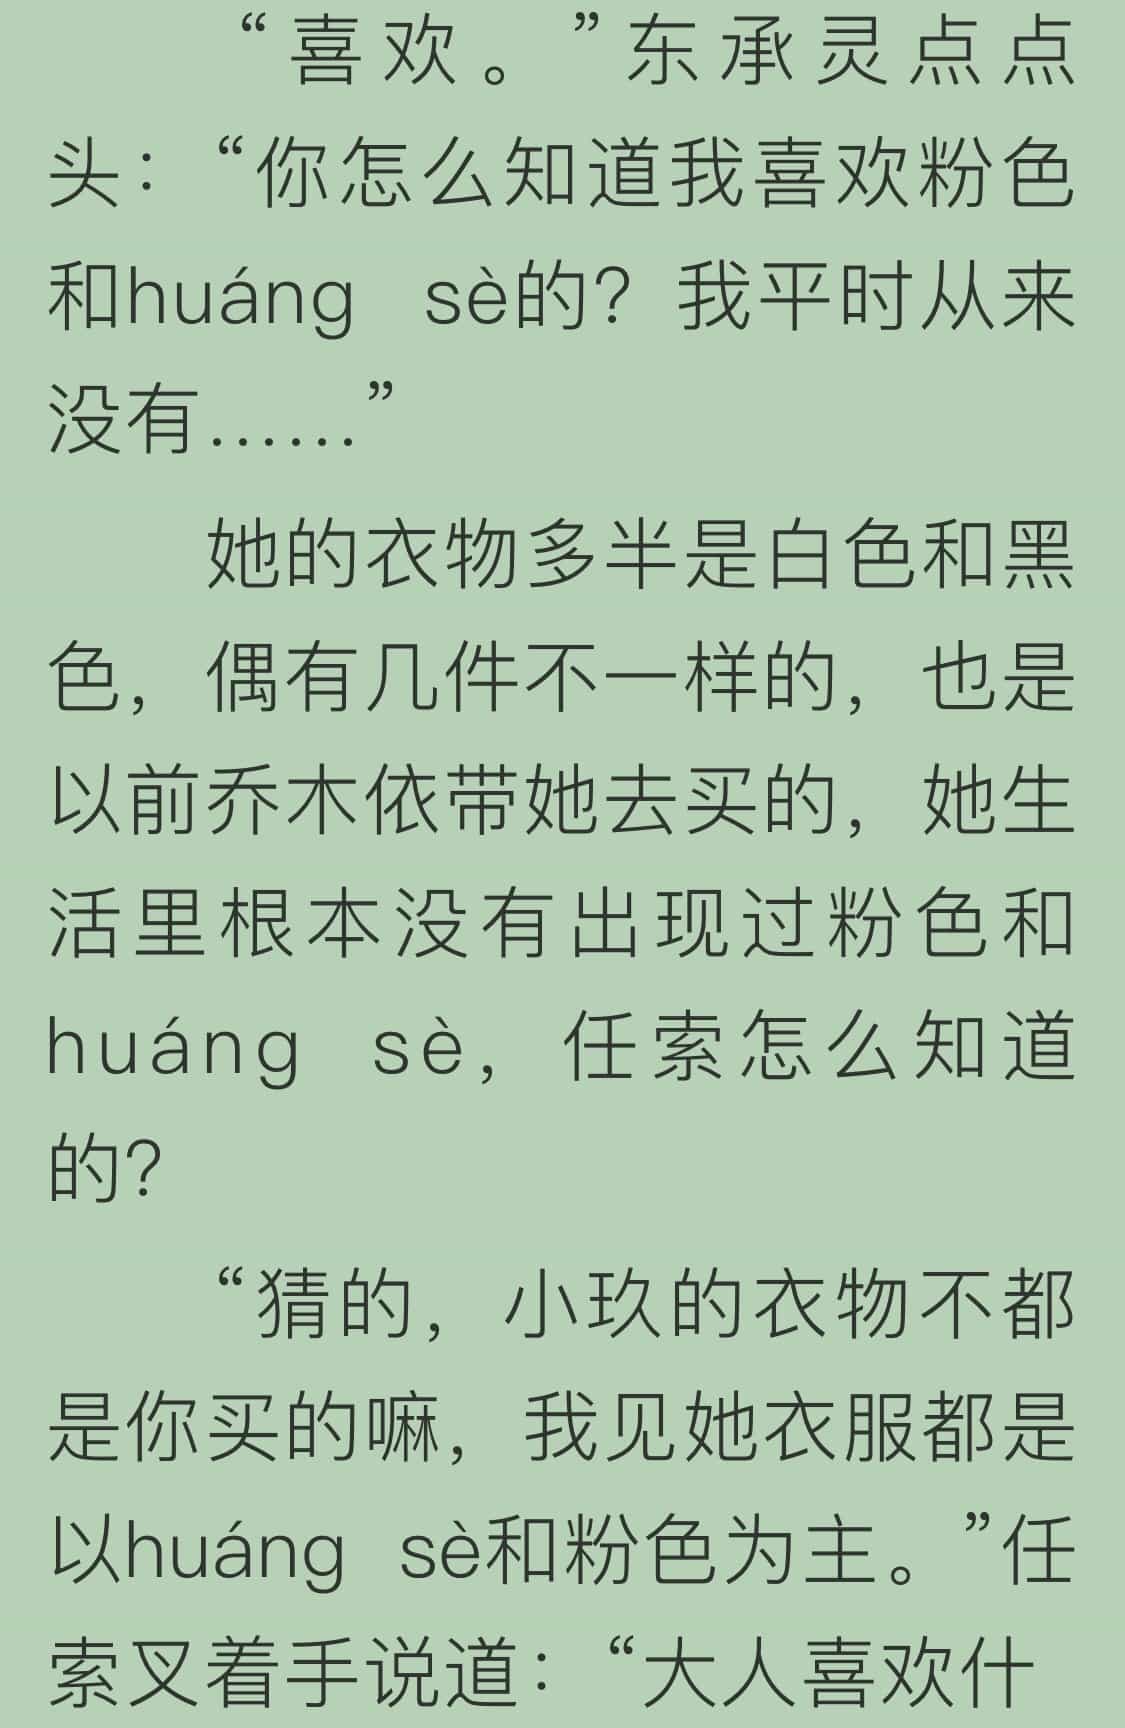 “喜欢。”东承灵点点
头：“你怎么知道我喜欢粉色
和huáng sè的？我平时从来
没有……”
她的衣物多半是白色和黑
色，偶有几件不一样的，也是
以前乔木依带她去买的，她生
活里根本没有出现过粉色和
huáng sè，任索怎么知道
的？
“猜的，小玖的衣物不都
是你买的嘛，我见她衣服都是
以huáng sè和粉色为主。”任
索叉着手说道：“大人喜欢什